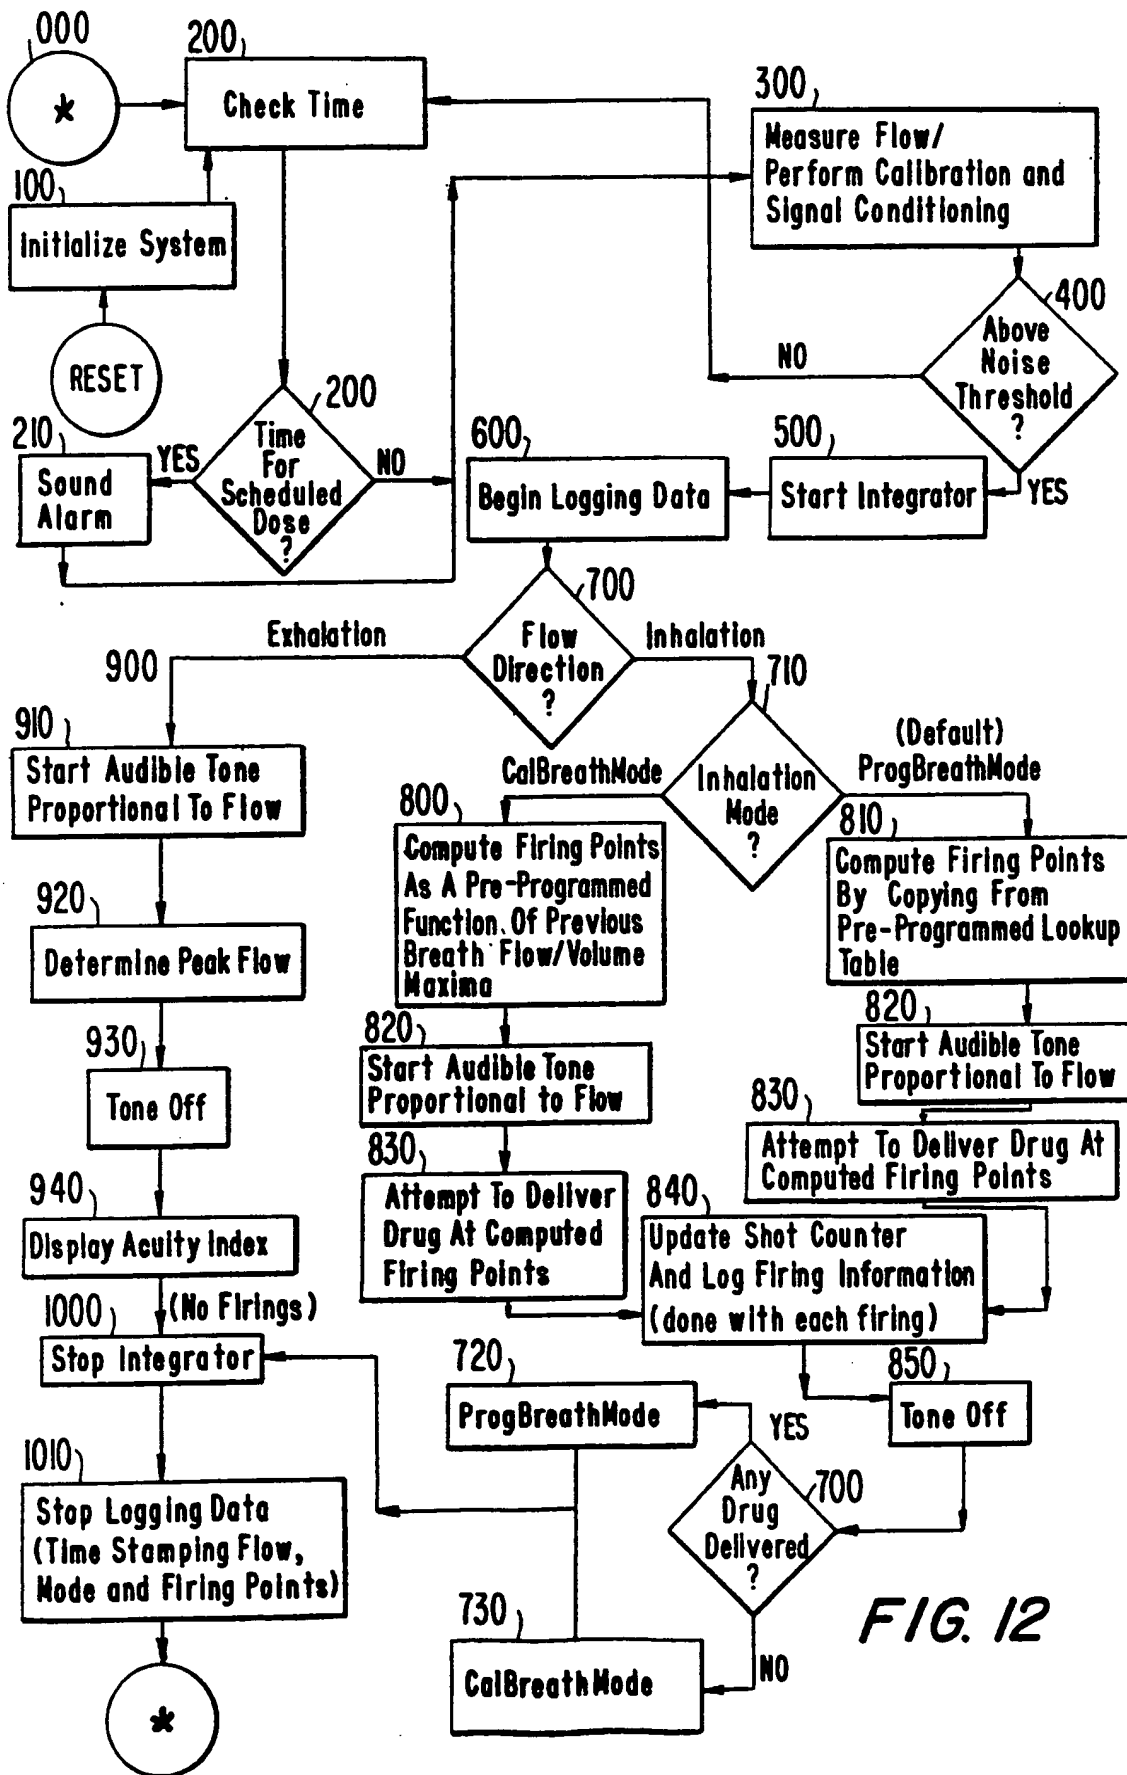 000
*
200
Check Time
100
Initialize System
RESET
300
Measure Flow/
Perform Calibration and
Signal Conditioning
400
Above
Noise
Threshold
?
NO
YES
200
Time
For
Scheduled
Dose
?
YES
NO
210
Sound
Alarm
500
Start Integrator
600
Begin Logging Data
700
Flow
Direction
?
Exhalation
Inhalation
900
910
Start Audible Tone
Proportional To Flow
920
Determine Peak Flow
930
Tone Off
940
Display Acuity Index
(No Firings)
1000
Stop Integrator
1010
Stop Logging Data
(Time Stamping Flow,
Mode and Firing Points)
*
710
Inhalation
Mode
?
CalBreathMode
(Default)
ProgBreathMode
800
Compute Firing Points
As A Pre-Programmed
Function Of Previous
Breath Flow/Volume
Maxima
820
Start Audible Tone
Proportional to Flow
830
Attempt To Deliver
Drug At Computed
Firing Points
810
Compute Firing Points
By Copying From
Pre-Programmed Lookup
Table
820
Start Audible Tone
Proportional To Flow
830
Attempt To Deliver Drug At
Computed Firing Points
840
Update Shot Counter
And Log Firing Information
(done with each firing)
850
Tone Off
700
Any
Drug
Delivered
?
YES
NO
720
ProgBreathMode
730
CalBreathMode
FIG. 12